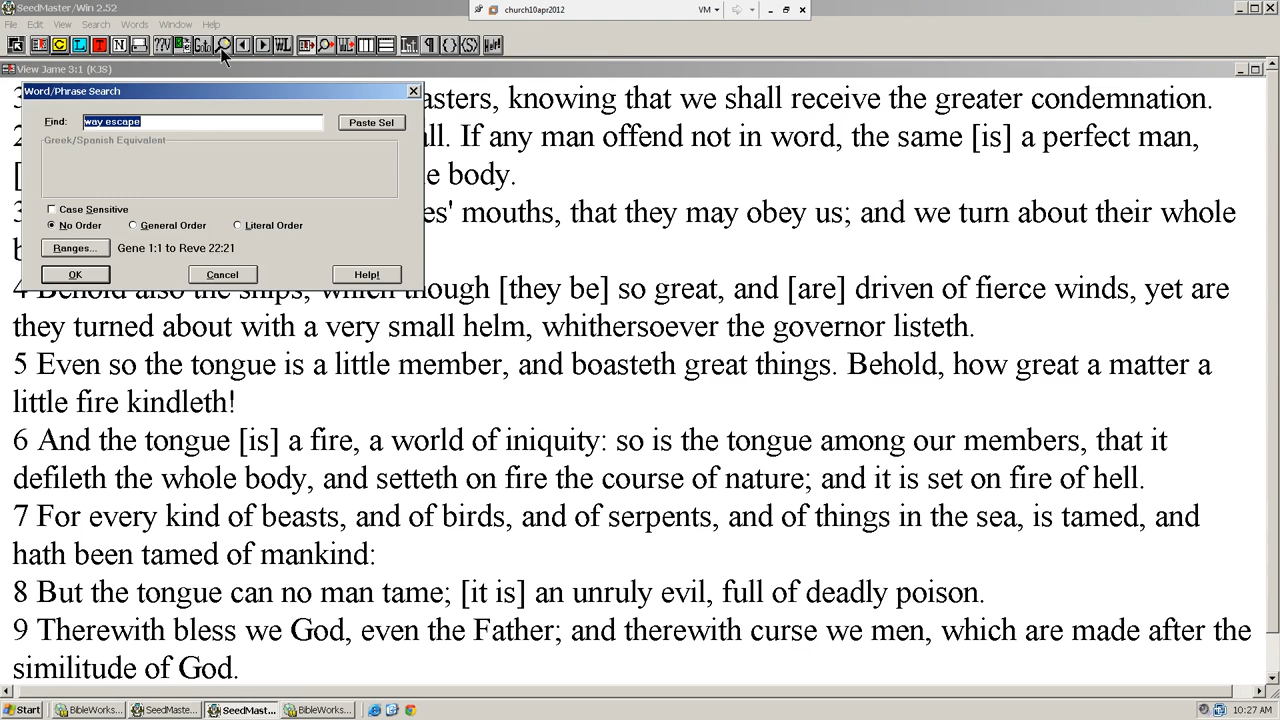 SeedMaster/Win 2.52
church10apr2012
VM
File Edit View Search Words Window Help
View Jame 3:1 (KJS)
Word/Phrase Search
asters, knowing that we shall receive the greater condemnation.
Find: way escape Paste Sel
all. If any man offend not in word, the same [is] a perfect man,
Greek/Spanish Equivalent
e body.
Case Sensitive
es' mouths, that they may obey us; and we turn about their whole
No Order General Order Literal Order
Ranges... Gene 1:1 to Reve 22:21
OK Cancel Help!
4 Behold also the ships, which though [they be] so great, and [are] driven of fierce winds, yet are
they turned about with a very small helm, whithersoever the governor listeth.
5 Even so the tongue is a little member, and boasteth great things. Behold, how great a matter a
little fire kindleth!
6 And the tongue [is] a fire, a world of iniquity: so is the tongue among our members, that it
defileth the whole body, and setteth on fire the course of nature; and it is set on fire of hell.
7 For every kind of beasts, and of birds, and of serpents, and of things in the sea, is tamed, and
hath been tamed of mankind:
8 But the tongue can no man tame; [it is] an unruly evil, full of deadly poison.
9 Therewith bless we God, even the Father; and therewith curse we men, which are made after the
similitude of God.
Start BibleWorks... SeedMaste... SeedMast... BibleWorks... 10:27 AM